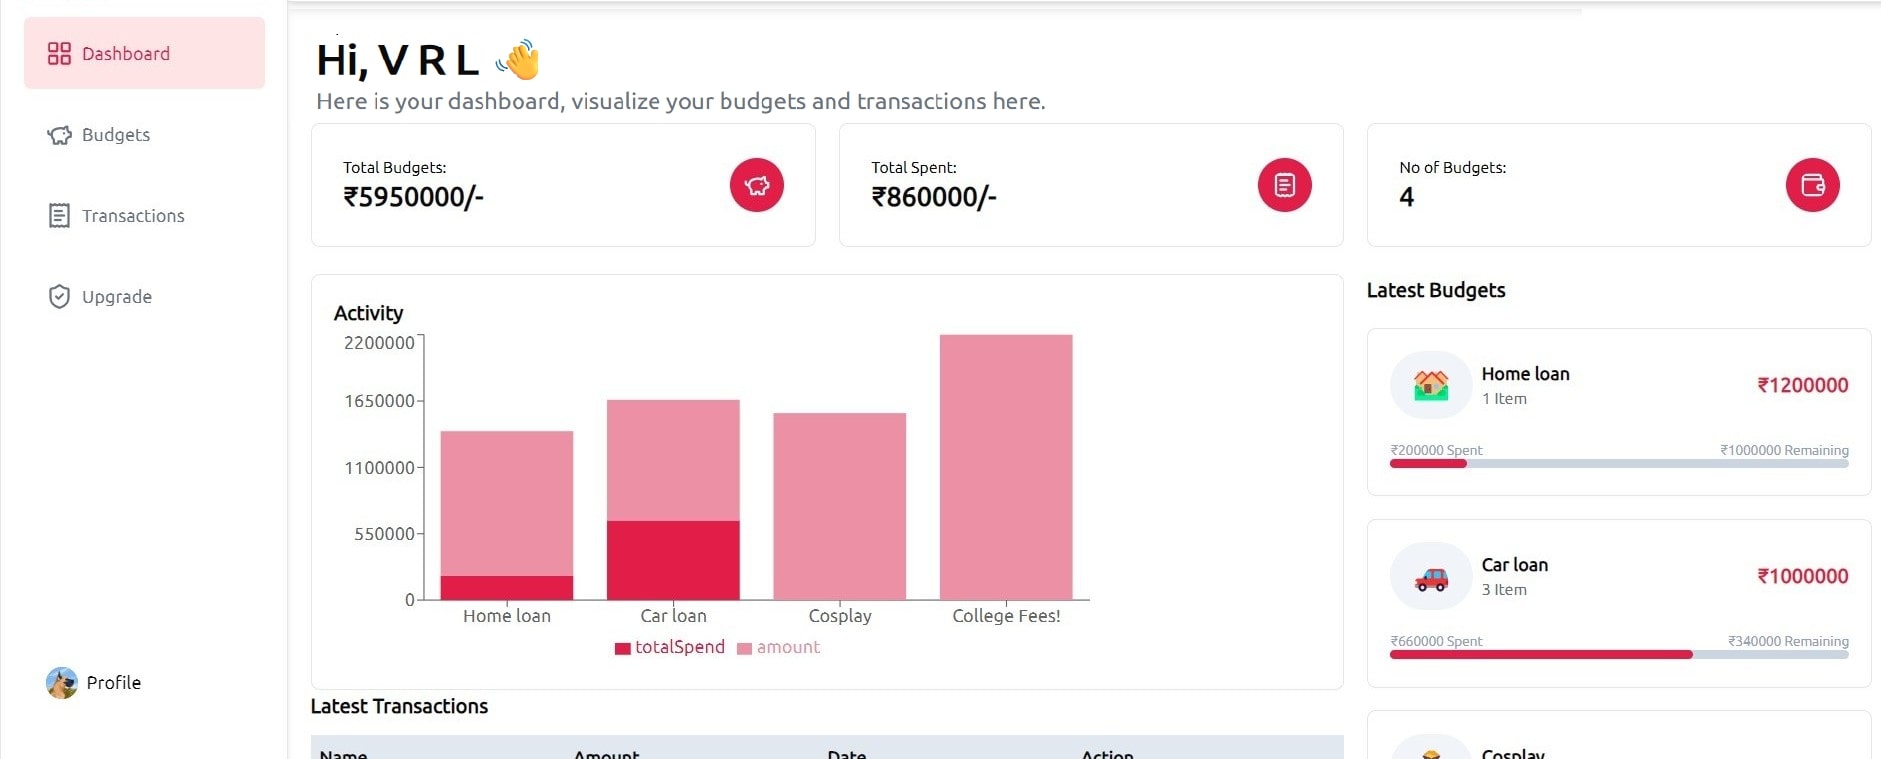 Dashboard
Budgets
Transactions
Upgrade
Profile
Hi, V R L 👋
Here is your dashboard, visualize your budgets and transactions here.
Total Budgets:
₹5950000/-
Total Spent:
₹860000/-
No of Budgets:
4
Activity
2200000
1650000
1100000
550000
0
Home loan Car loan Cosplay College Fees!
totalSpend amount
Latest Transactions
Name Amount Date Action
Latest Budgets
Home loan
1 Item
₹1200000
₹200000 Spent ₹1000000 Remaining
Car loan
3 Item
₹1000000
₹660000 Spent ₹340000 Remaining
Cosplay